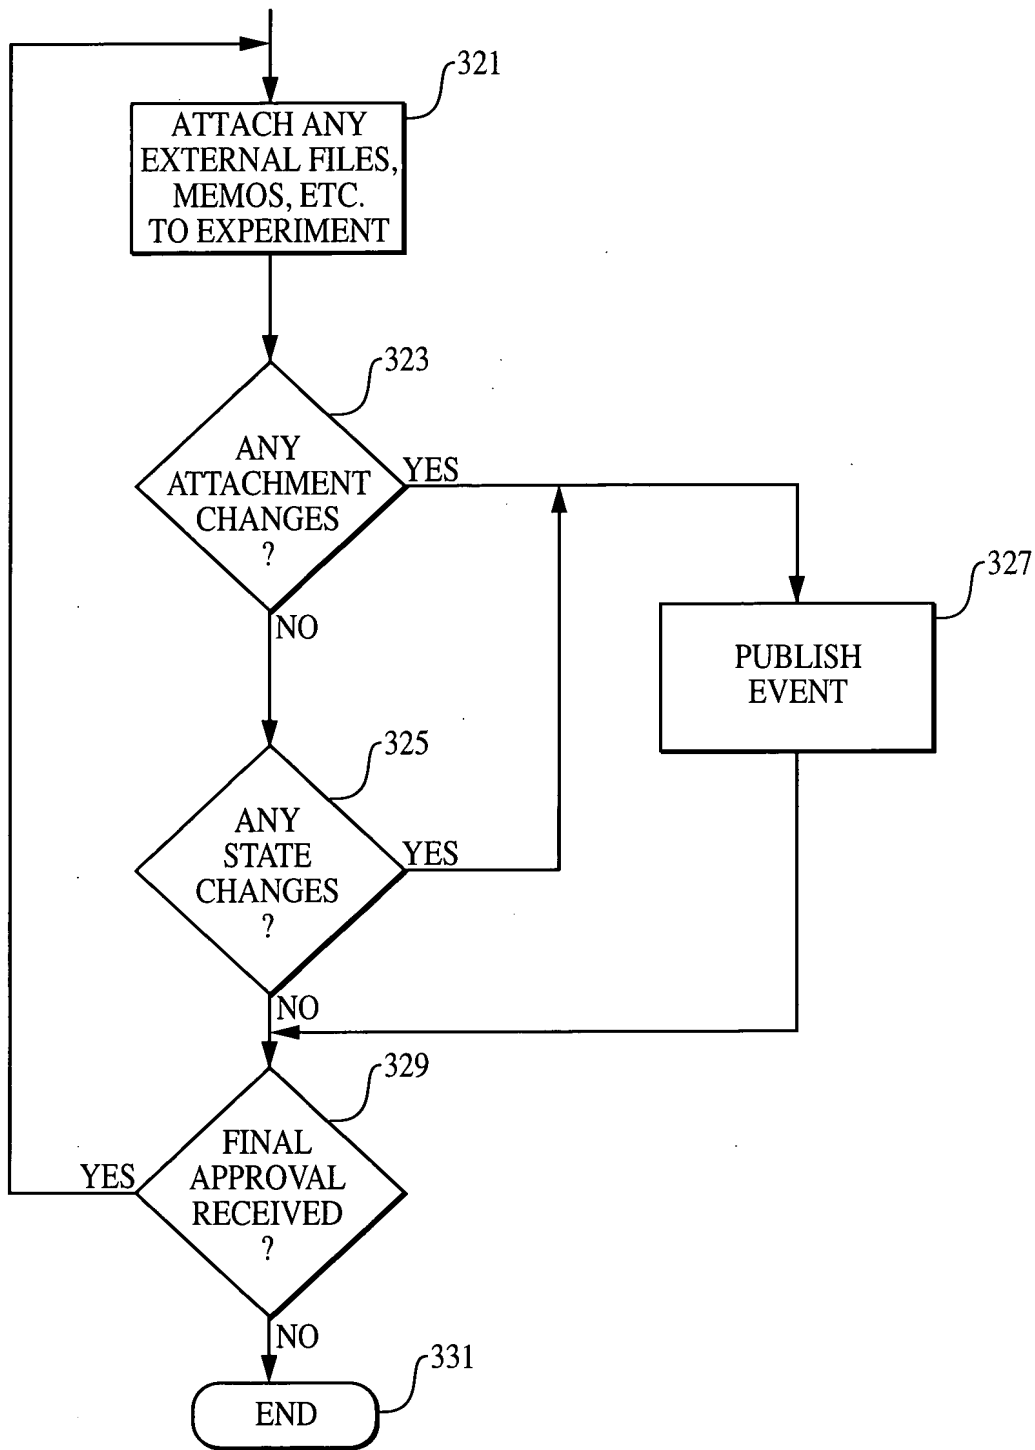 321
ATTACH ANY
EXTERNAL FILES,
MEMOS, ETC.
TO EXPERIMENT
323
ANY
ATTACHMENT
CHANGES
?
YES
NO
327
PUBLISH
EVENT
325
ANY
STATE
CHANGES
?
YES
NO
329
FINAL
APPROVAL
RECEIVED
?
YES
NO
331
END